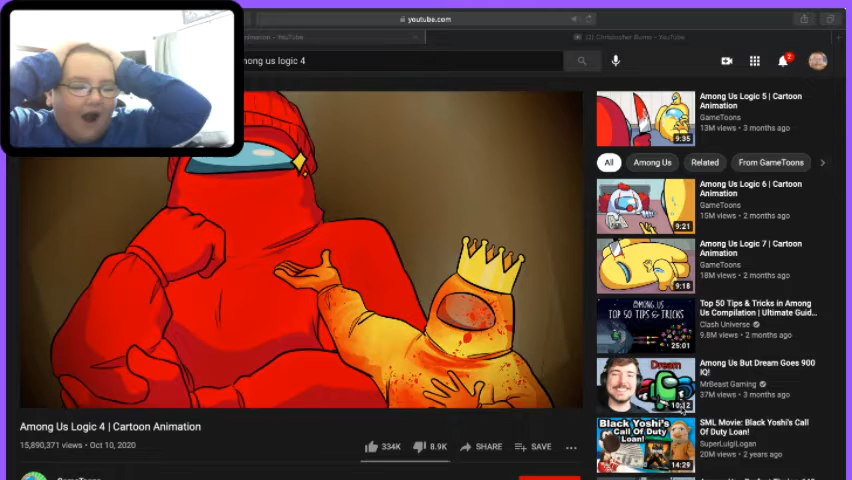 youtube.com
YouTube
(2) Christopher Burns - YouTube
among us logic 4
2
Among Us Logic 5 | Cartoon
Animation
GameToons
13M views • 3 months ago
9:35
All
Among Us
Related
From GameToons
Among Us Logic 6 | Cartoon
Animation
GameToons
15M views • 2 months ago
9:21
Among Us Logic 7 | Cartoon
Animation
GameToons
18M views • 2 months ago
9:18
AMONG US
TOP 50 TIPS & TRICKS
25:01
Top 50 Tips & Tricks in Among
Us Compilation | Ultimate Guid...
Clash Universe
9.8M views • 2 months ago
Dream
10:12
Among Us But Dream Goes 900
IQ!
MrBeast Gaming
37M views • 3 months ago
Black Yoshi's
Call Of Duty
Loan!
14:29
SML Movie: Black Yoshi's Call
Of Duty Loan!
SuperLuigiLogan
20M views • 2 years ago
Among Us Logic 4 | Cartoon Animation
15,890,371 views • Oct 10, 2020
334K
8.9K
SHARE
SAVE
GameToons